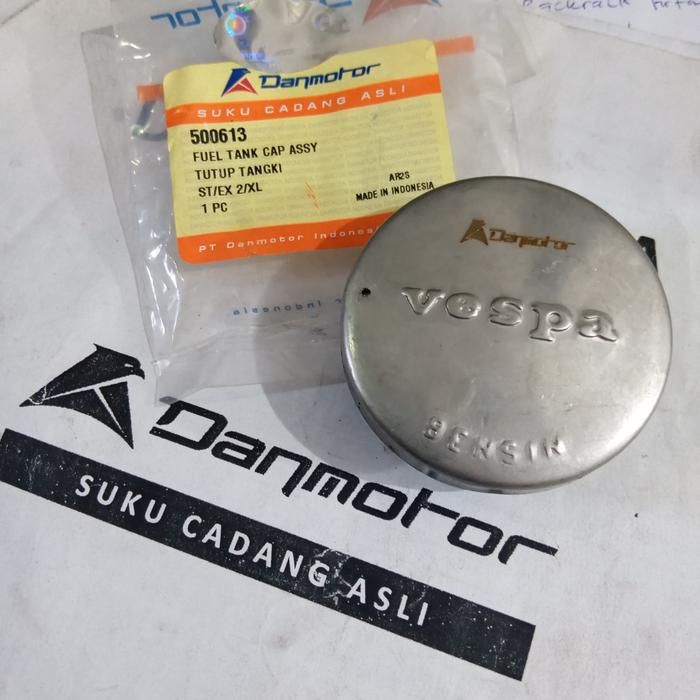 Danmotor
SUKU CADANG ASLI
500613
FUEL TANK CAP ASSY
TUTUP TANGKI
ST/EX 2/XL
1 PC
AR2S
MADE IN INDONESIA
PT Danmotor Indones
Danmotor
vespa
BENSIN
Danmotor
SUKU CADANG ASLI